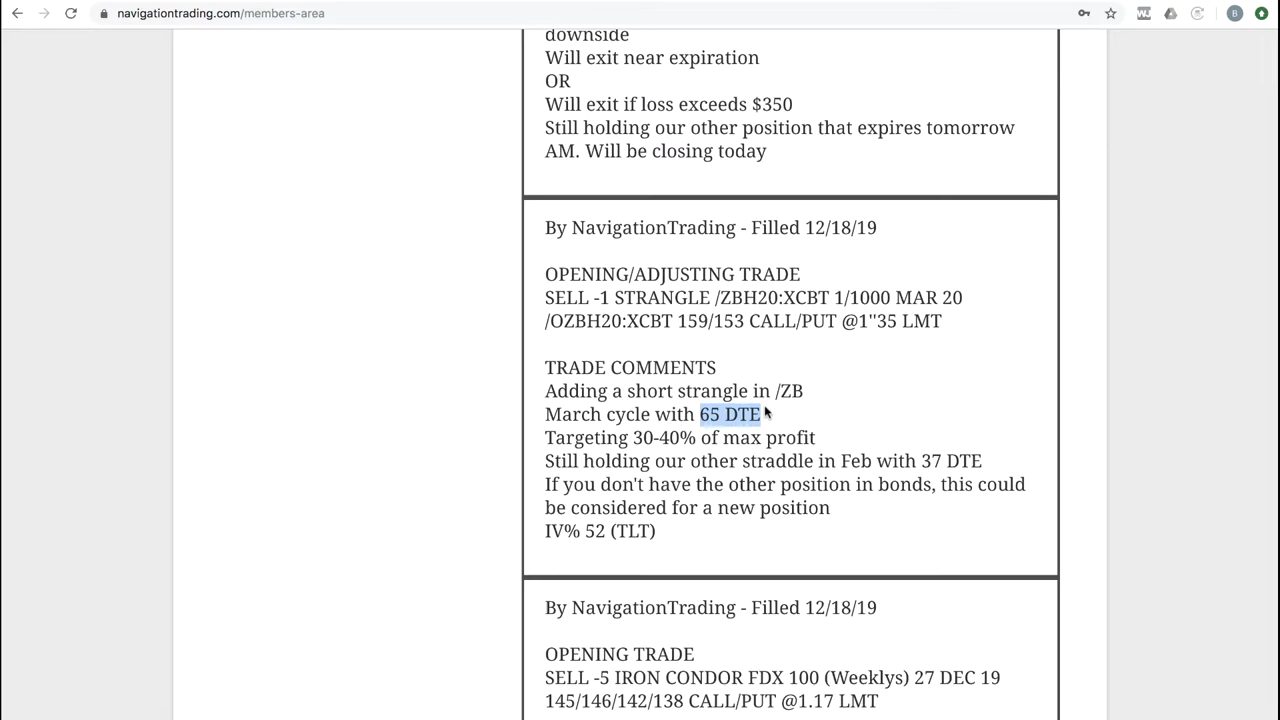 navigationtrading.com/members-area
B
downside
Will exit near expiration
OR
Will exit if loss exceeds $350
Still holding our other position that expires tomorrow
AM. Will be closing today
By NavigationTrading - Filled 12/18/19
OPENING/ADJUSTING TRADE
SELL -1 STRANGLE /ZBH20:XCBT 1/1000 MAR 20
/OZBH20:XCBT 159/153 CALL/PUT @1"35 LMT
TRADE COMMENTS
Adding a short strangle in /ZB
March cycle with 65 DTE
Targeting 30-40% of max profit
Still holding our other straddle in Feb with 37 DTE
If you don't have the other position in bonds, this could
be considered for a new position
IV% 52 (TLT)
By NavigationTrading - Filled 12/18/19
OPENING TRADE
SELL -5 IRON CONDOR FDX 100 (Weeklys) 27 DEC 19
145/146/142/138 CALL/PUT @1.17 LMT